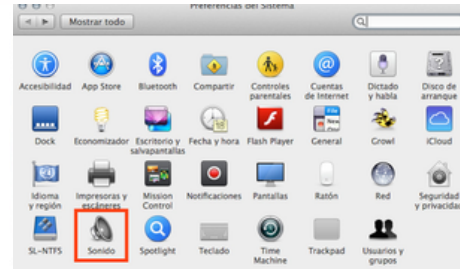 Preferencias del Sistema
Mostrar todo
Accesibilidad App Store Bluetooth Compartir Controles parentales Cuentas de Internet Dictado y habla Disco de arranque
Dock Economizador Escritorio y salvapantallas Fecha y hora Flash Player General Growl iCloud
Idioma y región Impresoras y escáneres Mission Control Notificaciones Pantallas Ratón Red Seguridad y privacidad
SL-NTFS Sonido Spotlight Teclado Time Machine Trackpad Usuarios y grupos